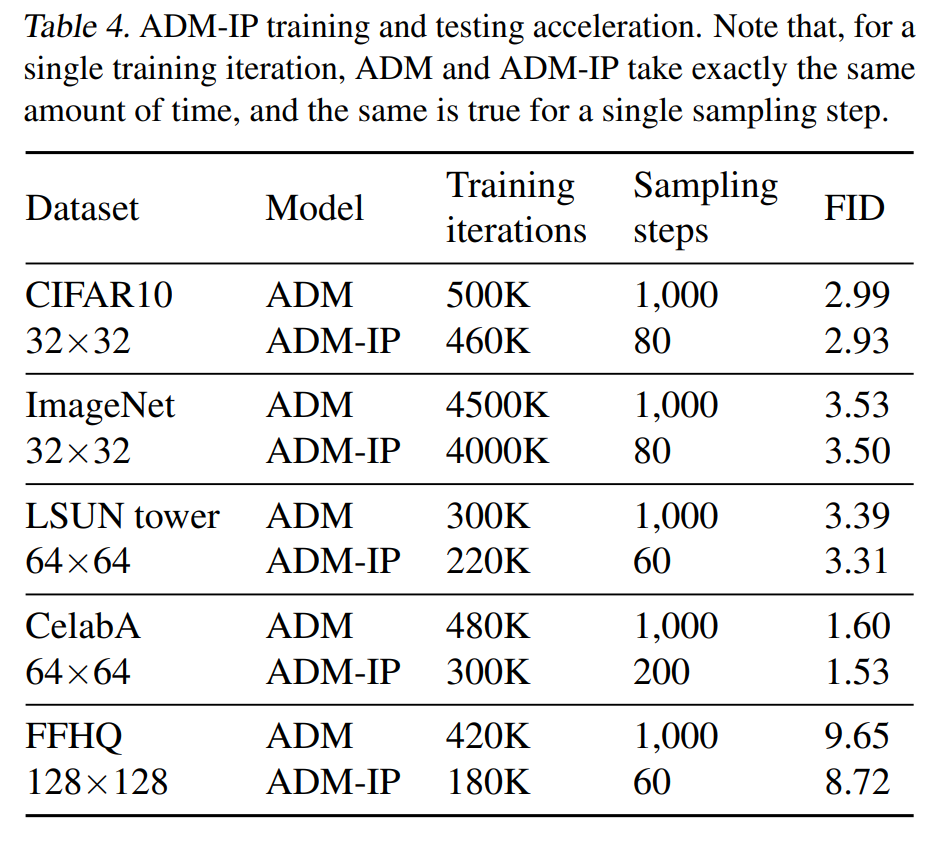 Table 4. ADM-IP training and testing acceleration. Note that, for a
single training iteration, ADM and ADM-IP take exactly the same
amount of time, and the same is true for a single sampling step.
Dataset Model Training iterations Sampling steps FID
CIFAR10 ADM 500K 1,000 2.99
32×32 ADM-IP 460K 80 2.93
ImageNet ADM 4500K 1,000 3.53
32×32 ADM-IP 4000K 80 3.50
LSUN tower ADM 300K 1,000 3.39
64×64 ADM-IP 220K 60 3.31
CelabA ADM 480K 1,000 1.60
64×64 ADM-IP 300K 200 1.53
FFHQ ADM 420K 1,000 9.65
128×128 ADM-IP 180K 60 8.72